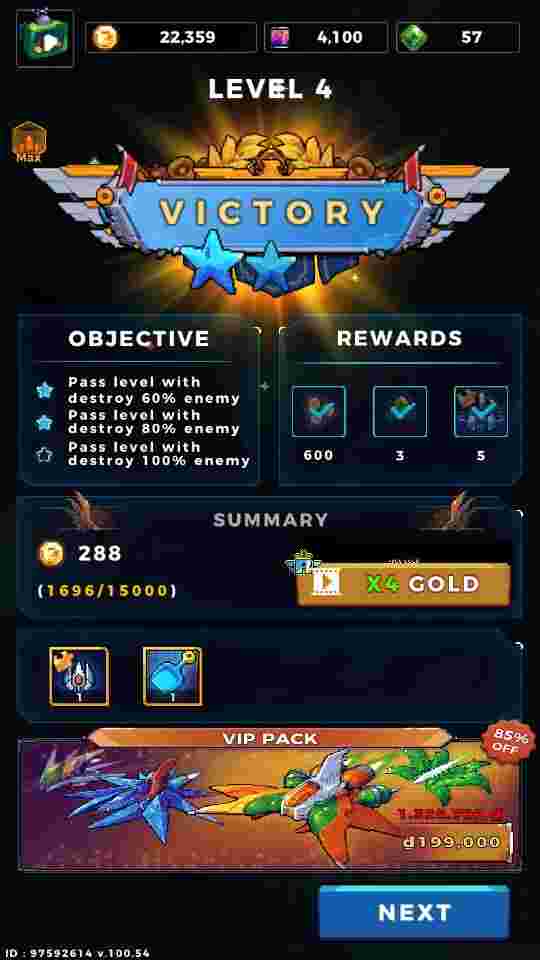 22,359
4,100
57
LEVEL 4
Max
VICTORY
OBJECTIVE
REWARDS
Pass level with
destroy 60% enemy
Pass level with
destroy 80% enemy
Pass level with
destroy 100% enemy
600
3
5
SUMMARY
288
(1696/15000)
X4 GOLD
1
1
VIP PACK
85%
OFF
đ199,000
NEXT
ID : 97592614 v.100.54